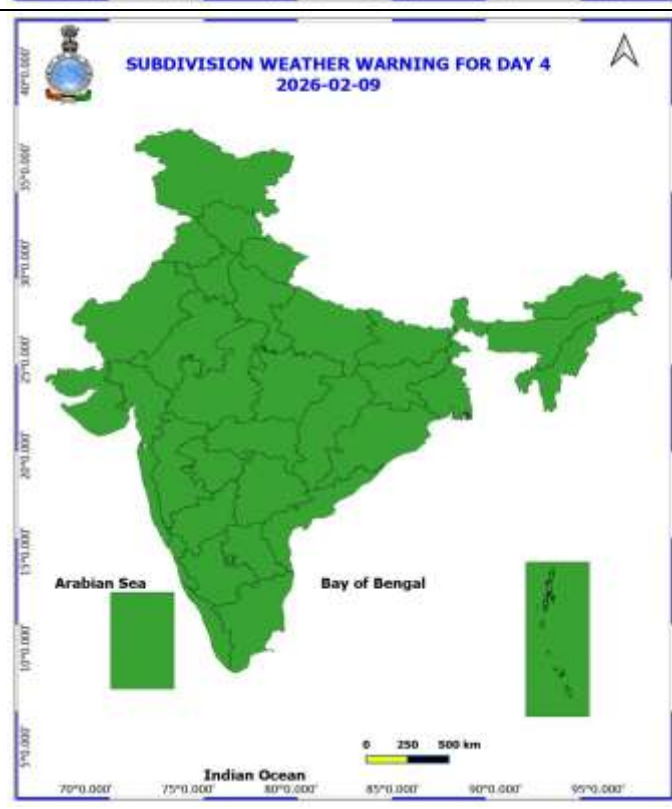 SUBDIVISION WEATHER WARNING FOR DAY 4
2026-02-09
40°0.000'
35°0.000'
30°0.000'
25°0.000'
20°0.000'
15°0.000'
10°0.000'
5°0.000'
Arabian Sea
Bay of Bengal
0 250 500 km
Indian Ocean
70°0.000' 75°0.000' 80°0.000' 85°0.000' 90°0.000' 95°0.000'